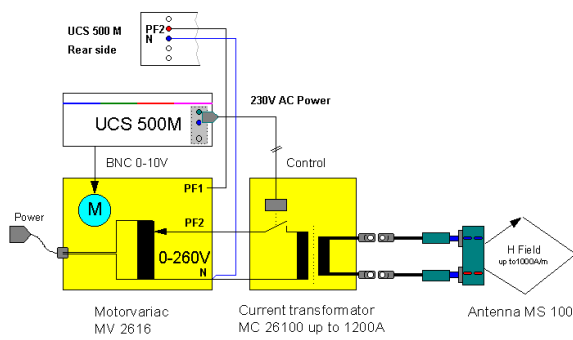 UCS 500 M
Rear side
PF2
N
230V AC Power
UCS 500M
BNC 0-10V
Control
PF1
M
Power
PF2
0-260V
N
H Field
up to1000A/m
Motorvariac
MV 2616
Current transformator
MC 26100 up to 1200A
Antenna MS 100